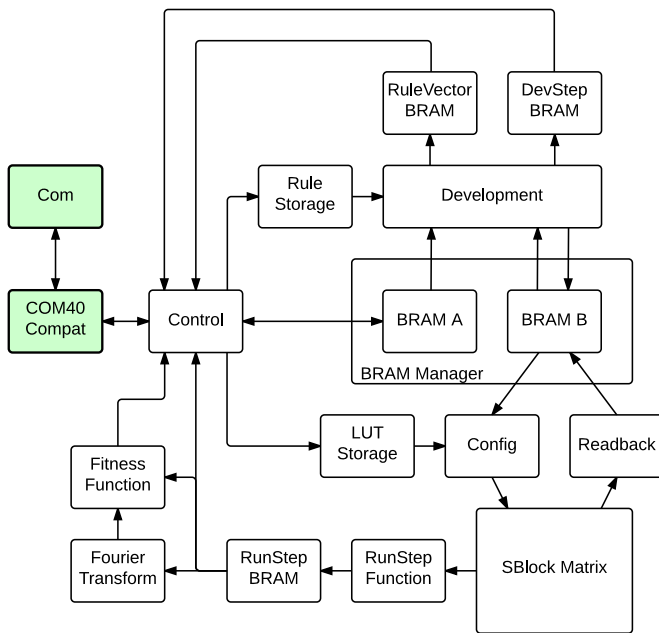 RuleVector
BRAM
DevStep
BRAM
Com
Rule
Storage
Development
COM40
Compat
Control
BRAM A
BRAM B
BRAM Manager
LUT
Storage
Config
Readback
Fitness
Function
Fourier
Transform
RunStep
BRAM
RunStep
Function
SBlock Matrix